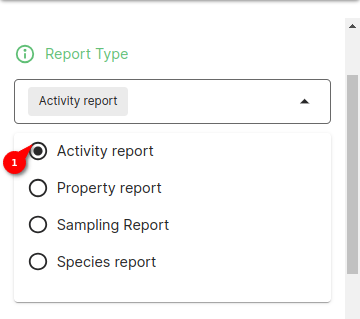 Report Type
Activity report
1
Activity report
Property report
Sampling Report
Species report